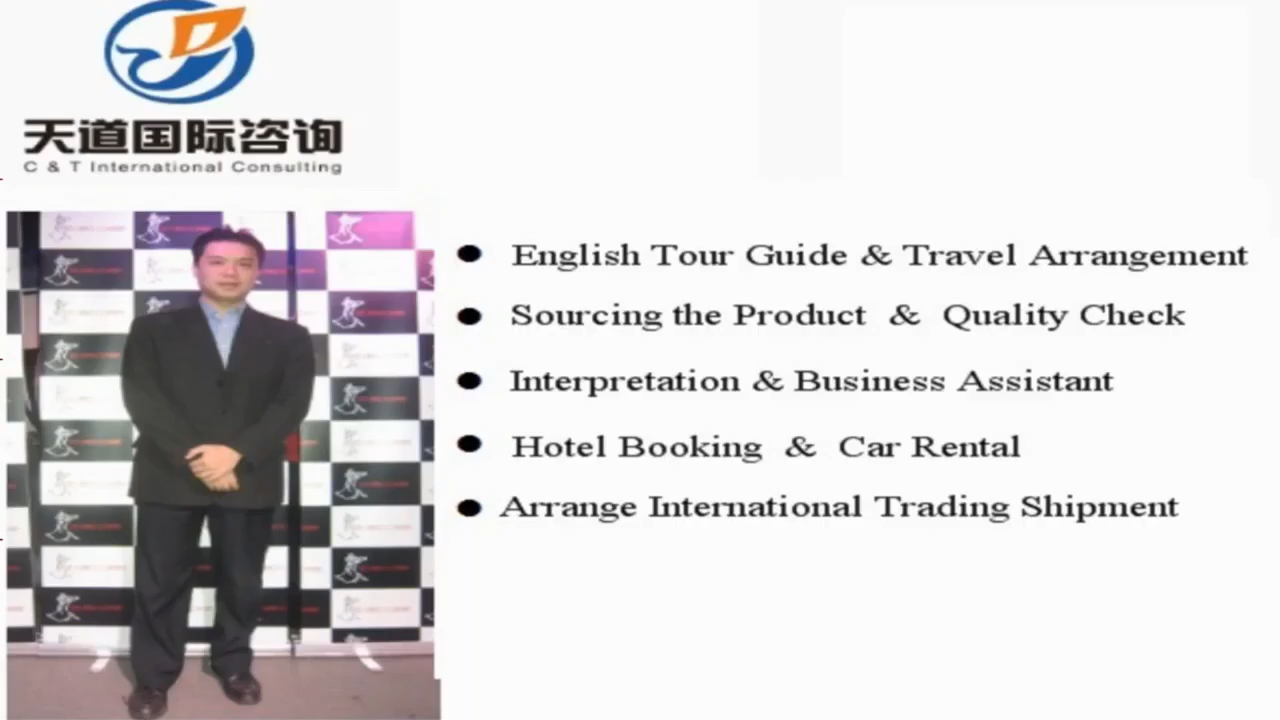 天道国际咨询
C & T International Consulting
● English Tour Guide & Travel Arrangement
● Sourcing the Product & Quality Check
● Interpretation & Business Assistant
● Hotel Booking & Car Rental
● Arrange International Trading Shipment